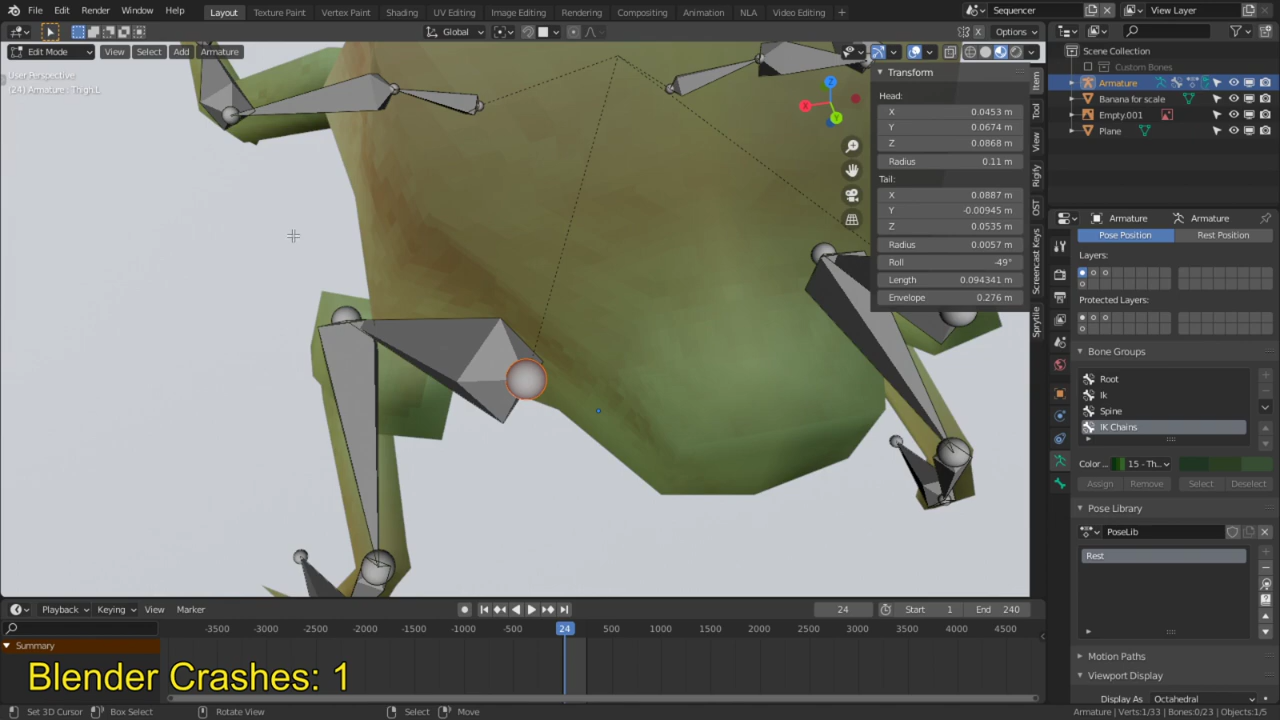 File Edit Render Window Help Layout Texture Paint Vertex Paint Shading UV Editing Image Editing Rendering Compositing Animation NLA Video Editing + Sequencer View Layer
Global Options
Edit Mode View Select Add Armature
User Perspective
(24) Armature : Thigh.L
Transform
Head:
X 0.0453 m
Y 0.0674 m
Z 0.0868 m
Radius 0.11 m
Tail:
X 0.0887 m
Y -0.00945 m
Z 0.0535 m
Radius 0.0057 m
Roll -49°
Length 0.094341 m
Envelope 0.276 m
Z
X
Y
Item
Tool
View
Rigify
OST
Screencast Keys
Sprytile
Scene Collection
Custom Bones
Armature
Banana for scale
Empty.001
Plane
Armature Armature
Pose Position Rest Position
Layers:
Protected Layers:
Bone Groups
Root
Ik
Spine
IK Chains
Color ... 15 - Th...
Assign Remove Select Deselect
Pose Library
PoseLib
Rest
Motion Paths
Viewport Display
Display As Octahedral
Playback Keying View Marker 24 Start 1 End 240
-3500 -3000 -2500 -2000 -1500 -1000 -500 24 500 1000 1500 2000 2500 3000 3500 4000 4500
Summary
Blender Crashes: 1
Set 3D Cursor Box Select Rotate View Select Move Armature | Verts:1/33 | Bones:0/23 | Objects:1/5